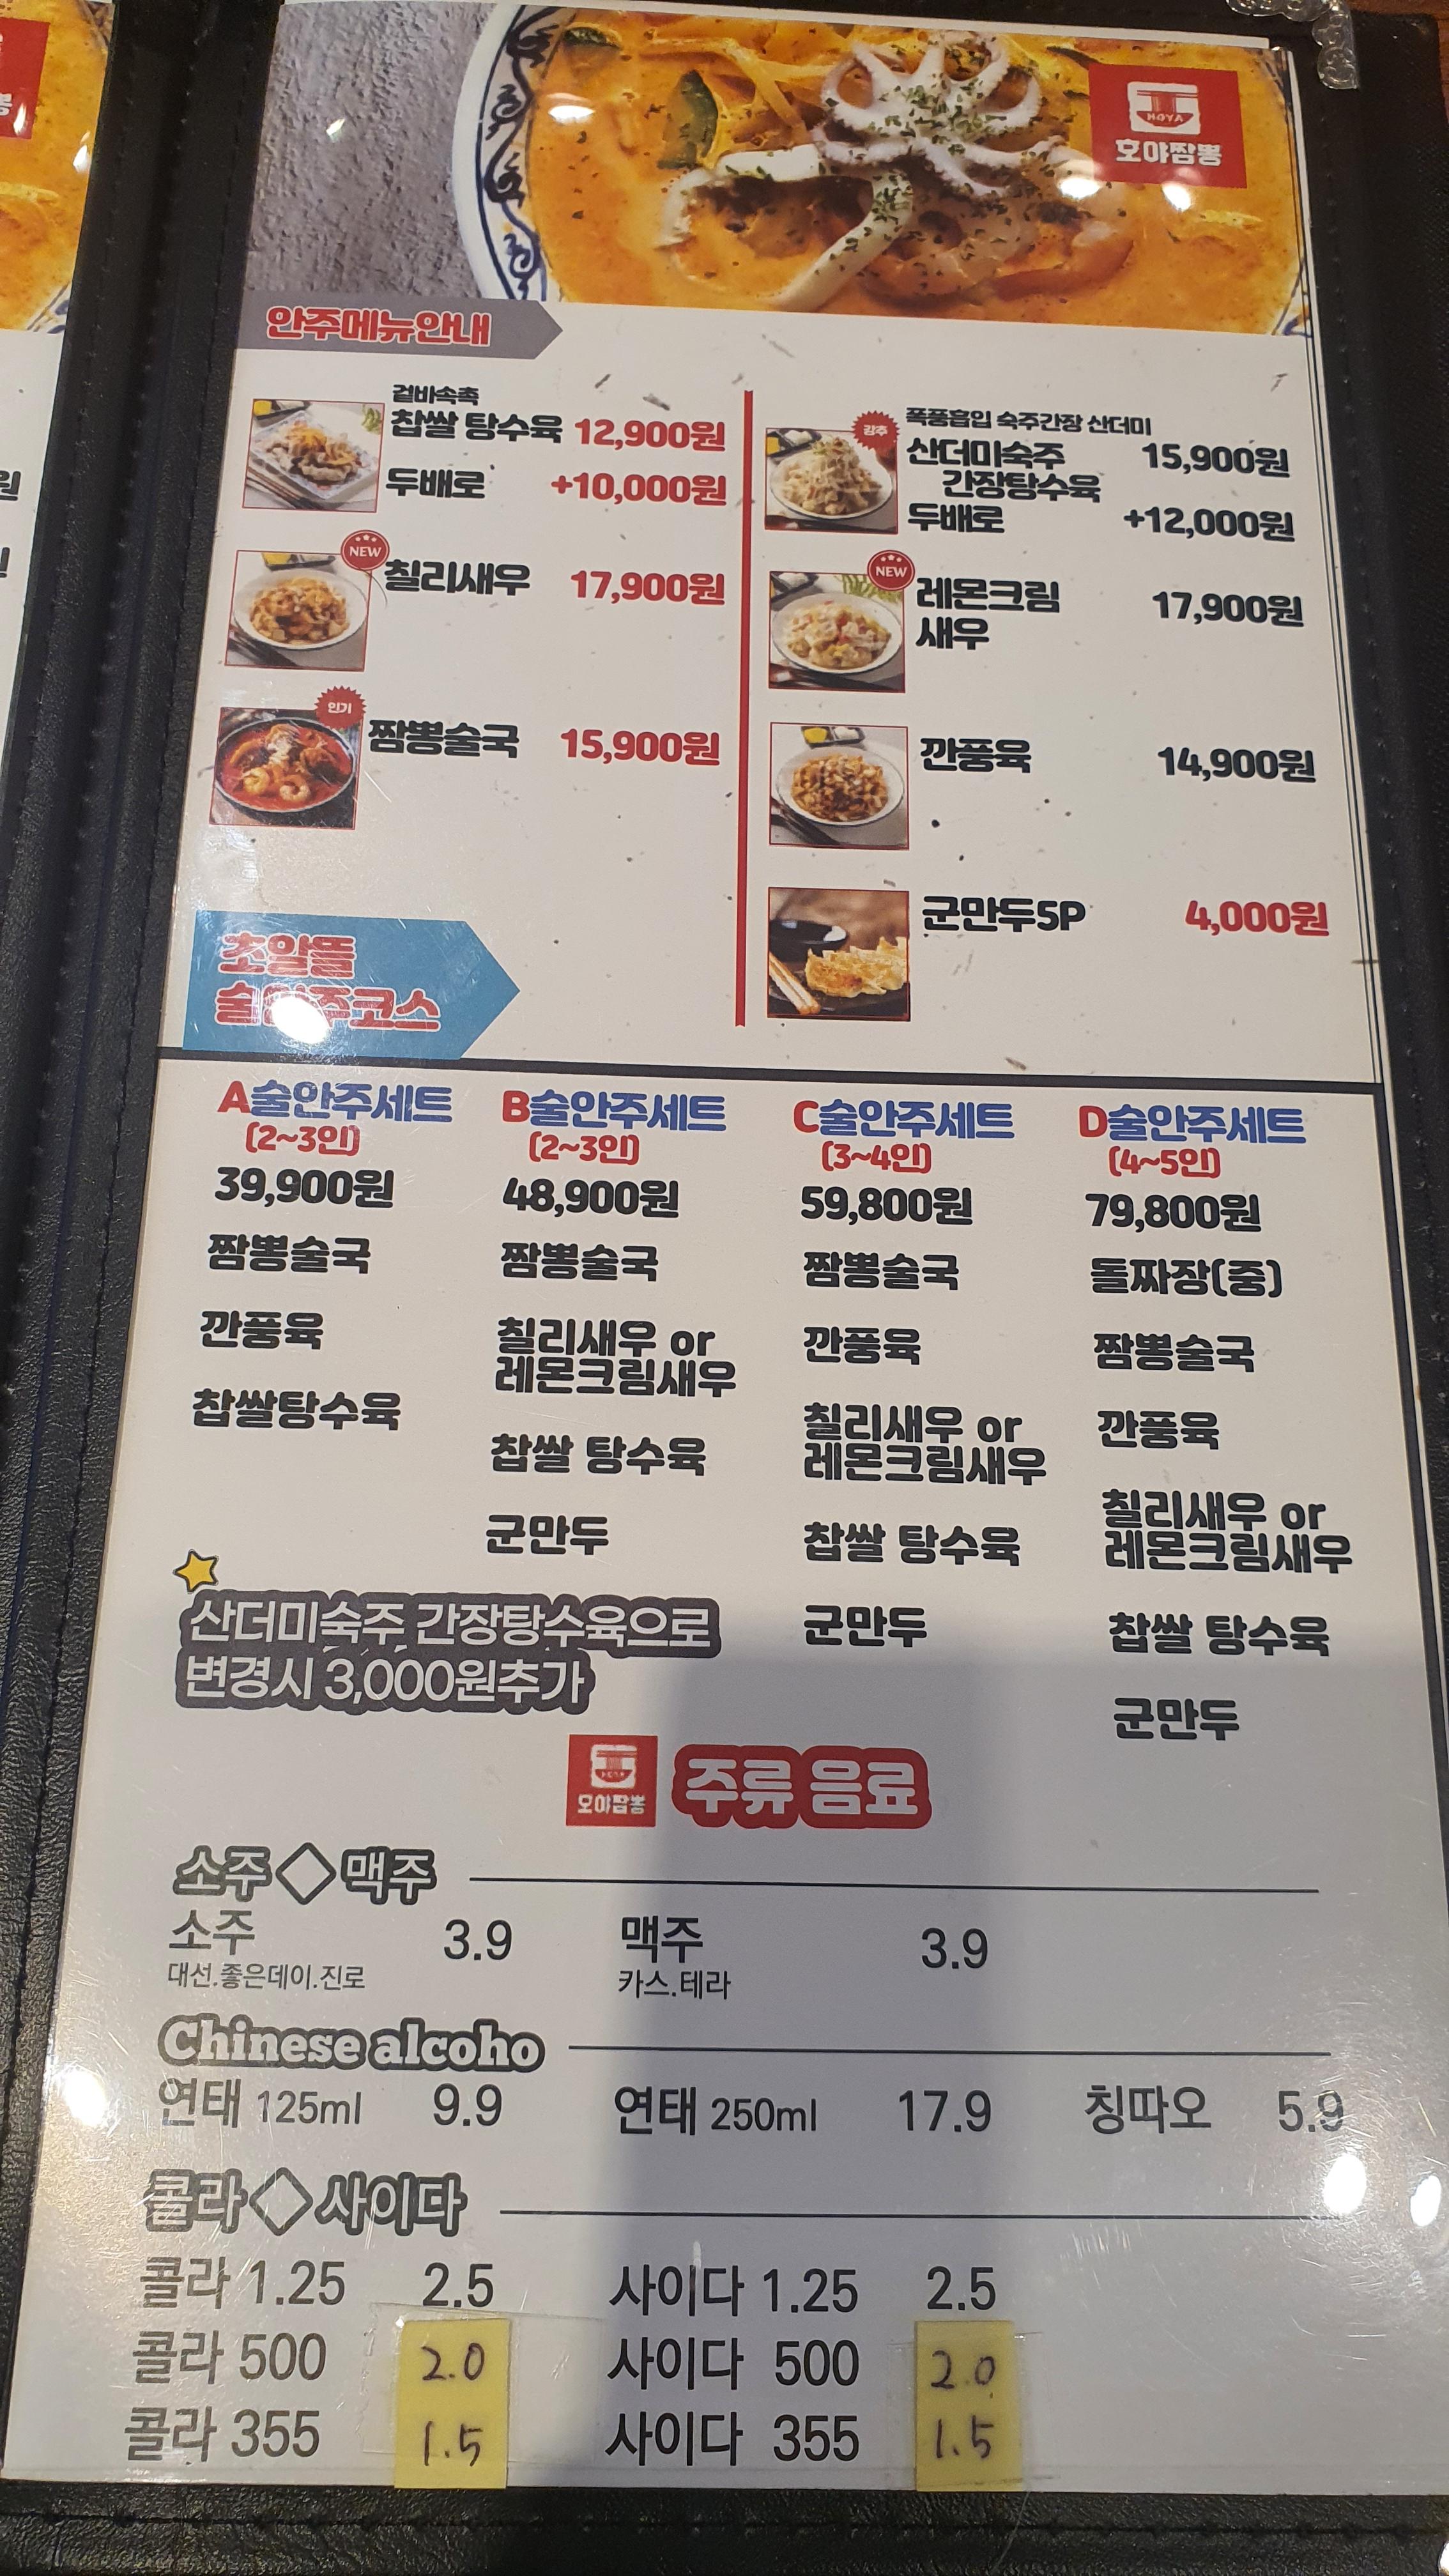 HOYA
호야짬뽕
안주메뉴안내
겉바속촉
찹쌀 탕수육 12,900원
두배로 +10,000원
NEW
칠리새우 17,900원
인기
짬뽕술국 15,900원
강추
폭풍흡입 숙주간장 산더미
산더미숙주 15,900원
간장탕수육
두배로 +12,000원
NEW
레몬크림 17,900원
새우
깐풍육 14,900원
군만두5P 4,000원
초알뜰
술안주코스
A술안주세트
(2~3인)
39,900원
짬뽕술국
깐풍육
찹쌀탕수육
B술안주세트
(2~3인)
48,900원
짬뽕술국
칠리새우 or
레몬크림새우
찹쌀 탕수육
군만두
C술안주세트
(3~4인)
59,800원
짬뽕술국
깐풍육
칠리새우 or
레몬크림새우
찹쌀 탕수육
군만두
D술안주세트
(4~5인)
79,800원
돌짜장(중)
짬뽕술국
깐풍육
칠리새우 or
레몬크림새우
찹쌀 탕수육
군만두
산더미숙주 간장탕수육으로
변경시 3,000원추가
호야짬뽕
주류 음료
소주◇맥주
소주 3.9 맥주 3.9
대선.좋은데이.진로 카스.테라
Chinese alcoho
연태 125ml 9.9 연태 250ml 17.9 칭따오 5.9
콜라◇사이다
콜라 1.25 2.5 사이다 1.25 2.5
콜라 500 2.0 사이다 500 2.0
콜라 355 1.5 사이다 355 1.5